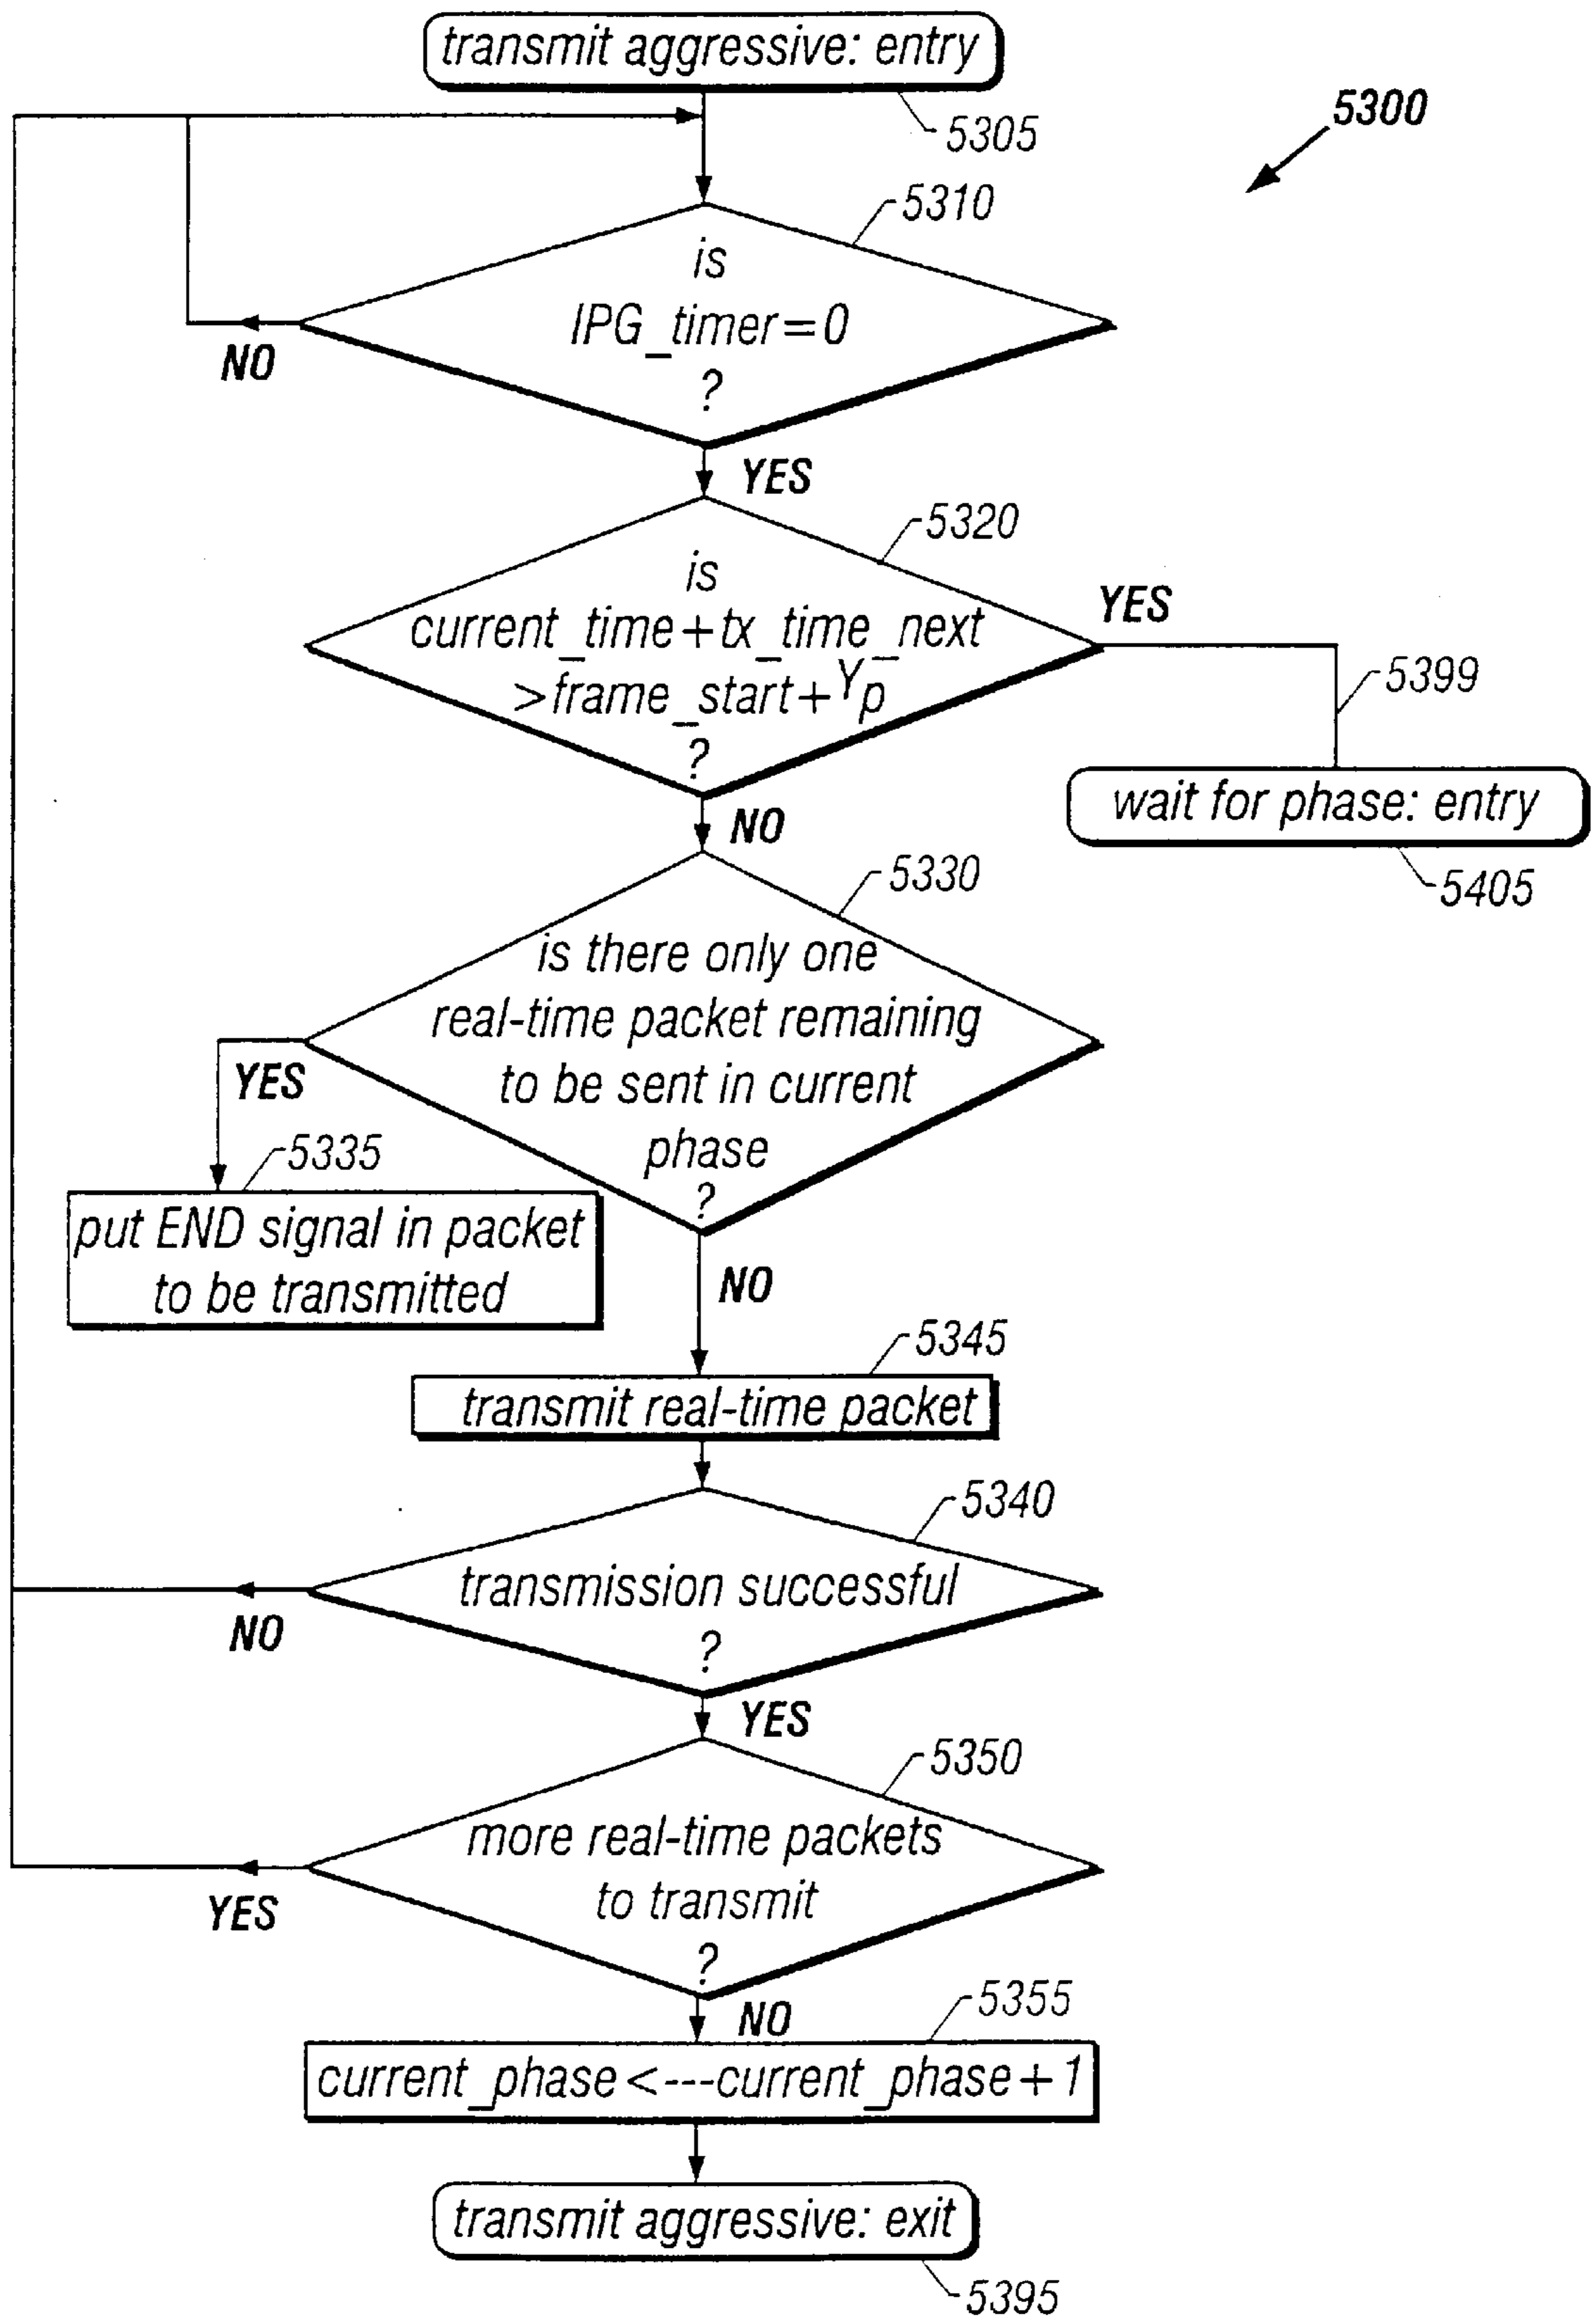 transmit aggressive: entry
5305
5300
5310
is
IPG_timer=0
?
NO
YES
5320
is
current_time+tx_time_next
>frame_start+Yp
?
YES
5399
wait for phase: entry
5405
NO
5330
is there only one
real-time packet remaining
to be sent in current
phase
?
YES
5335
put END signal in packet
to be transmitted
NO
5345
transmit real-time packet
5340
transmission successful
?
NO
YES
5350
more real-time packets
to transmit
?
YES
NO
5355
current_phase<---current_phase+1
transmit aggressive: exit
5395